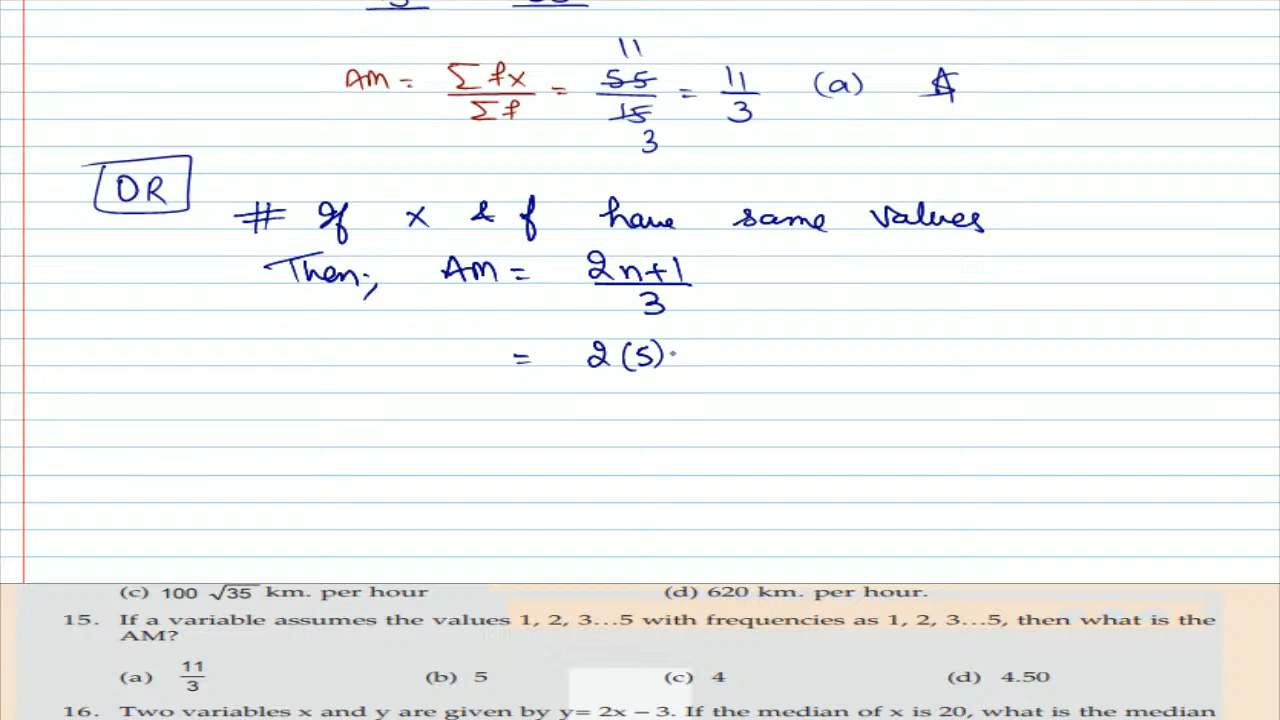 AM = Σfx / Σf = 55 / 15 = 11 / 3 (a) A
11
3
OR
# If x & f have same values
Then; AM = 2n+1 / 3
= 2(5)
(c) 100 √35 km. per hour (d) 620 km. per hour.
15. If a variable assumes the values 1, 2, 3...5 with frequencies as 1, 2, 3...5, then what is the
AM?
(a) 11/3 (b) 5 (c) 4 (d) 4.50
16. Two variables x and y are given by y= 2x − 3. If the median of x is 20, what is the median